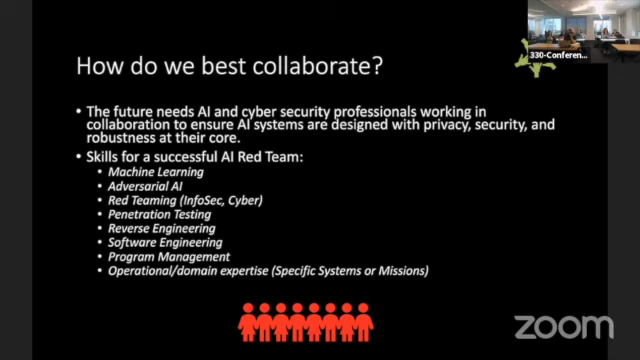 330-Conferen...
How do we best collaborate?
• The future needs AI and cyber security professionals working in
collaboration to ensure AI systems are designed with privacy, security, and
robustness at their core.
• Skills for a successful AI Red Team:
• Machine Learning
• Adversarial AI
• Red Teaming (InfoSec, Cyber)
• Penetration Testing
• Reverse Engineering
• Software Engineering
• Program Management
• Operational/domain expertise (Specific Systems or Missions)
zoom